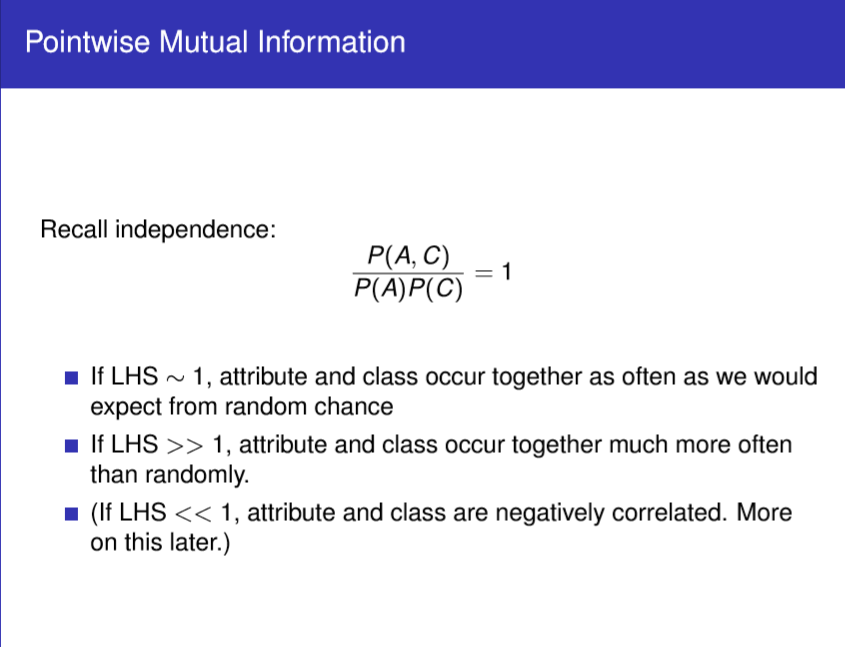 Pointwise Mutual Information
Recall independence:
P(A, C)
P(A)P(C)
= 1
If LHS ∼ 1, attribute and class occur together as often as we would
expect from random chance
If LHS >> 1, attribute and class occur together much more often
than randomly.
(If LHS << 1, attribute and class are negatively correlated. More
on this later.)